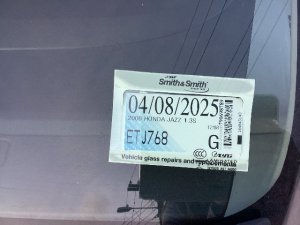 Smith&Smith
04/08/2025
2008 HONDA JAZZ 1.3S
ETJ768
G
Vehicle glass repairs and replacements